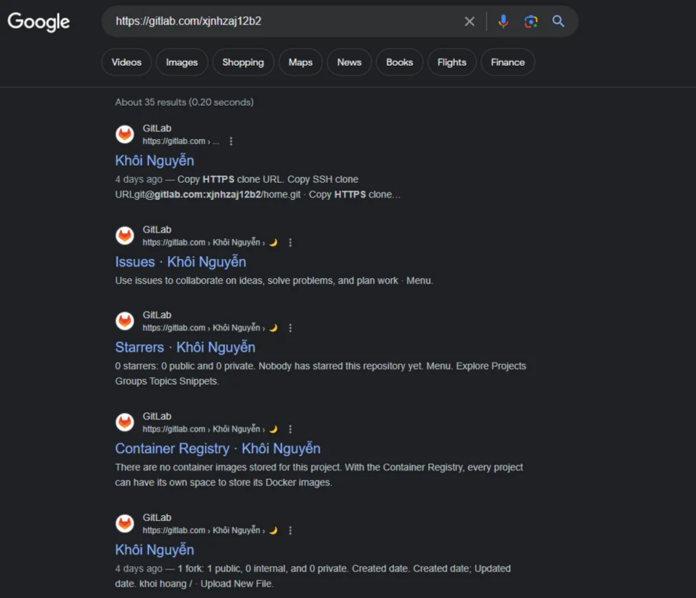 Google
https://gitlab.com/xjnhzaj12b2
Videos
Images
Shopping
Maps
News
Books
Flights
Finance
About 35 results (0.20 seconds)
GitLab
https://gitlab.com › ...
Khôi Nguyễn
4 days ago — Copy HTTPS clone URL. Copy SSH clone
URLgit@gitlab.com:xjnhzaj12b2/home.git · Copy HTTPS clone...
GitLab
https://gitlab.com › Khôi Nguyễn › 🌙
Issues · Khôi Nguyễn
Use issues to collaborate on ideas, solve problems, and plan work · Menu.
GitLab
https://gitlab.com › Khôi Nguyễn › 🌙
Starrers · Khôi Nguyễn
0 starrers: 0 public and 0 private. Nobody has starred this repository yet. Menu. Explore Projects
Groups Topics Snippets.
GitLab
https://gitlab.com › Khôi Nguyễn › 🌙
Container Registry · Khôi Nguyễn
There are no container images stored for this project. With the Container Registry, every project
can have its own space to store its Docker images.
GitLab
https://gitlab.com › Khôi Nguyễn › 🌙
Khôi Nguyễn
4 days ago — 1 fork: 1 public, 0 internal, and 0 private. Created date. Created date; Updated
date. khoi hoang / · Upload New File.